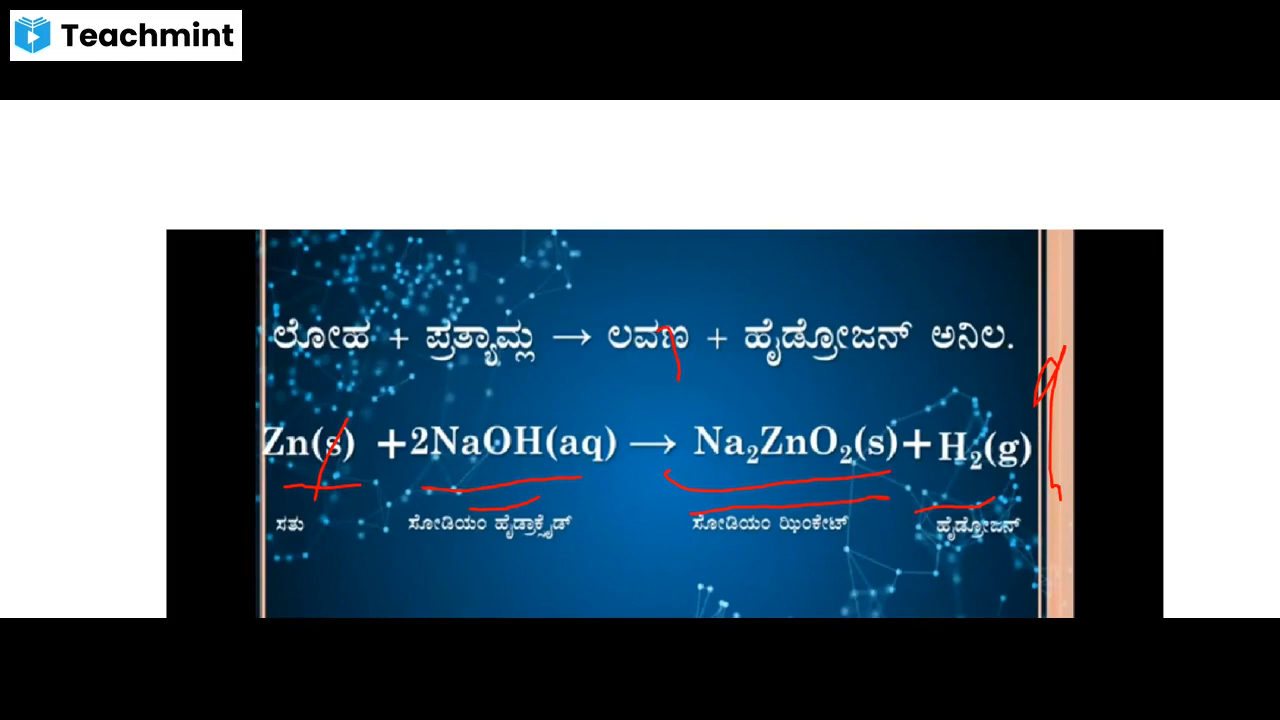 Teachmint
ಲೋಹ + ಪ್ರತ್ಯಾಮ್ಲ → ಲವಣ + ಹೈಡ್ರೋಜನ್ ಅನಿಲ.
Zn(s) +2NaOH(aq) → Na₂ZnO₂(s)+H₂(g)
ಸತು ಸೋಡಿಯಂ ಹೈಡ್ರಾಕ್ಸೈಡ್ ಸೋಡಿಯಂ ಝಿಂಕೇಟ್ ಹೈಡ್ರೋಜನ್